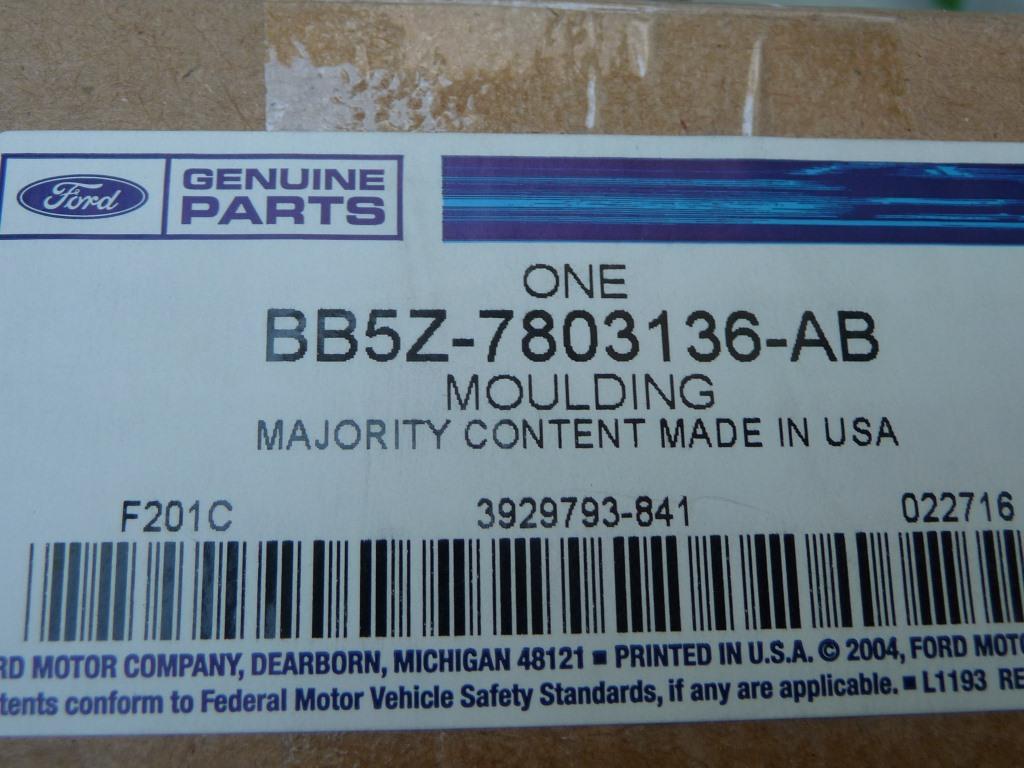 Ford GENUINE
PARTS
ONE
BB5Z-7803136-AB
MOULDING
MAJORITY CONTENT MADE IN USA
F201C 3929793-841 022716
RD MOTOR COMPANY, DEARBORN, MICHIGAN 48121 ■ PRINTED IN U.S.A. © 2004, FORD MOTO
tents conform to Federal Motor Vehicle Safety Standards, if any are applicable. ■ L1193 RE